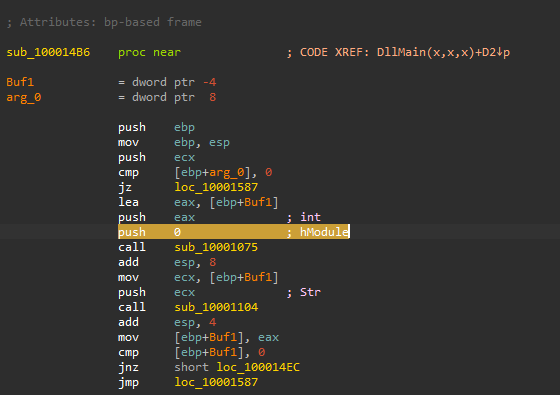 ; Attributes: bp-based frame
sub_100014B6 proc near ; CODE XREF: DllMain(x,x,x)+D2↓p
Buf1 = dword ptr -4
arg_0 = dword ptr 8
push ebp
mov ebp, esp
push ecx
cmp [ebp+arg_0], 0
jz loc_10001587
lea eax, [ebp+Buf1]
push eax ; int
push 0 ; hModule
call sub_10001075
add esp, 8
mov ecx, [ebp+Buf1]
push ecx ; Str
call sub_10001104
add esp, 4
mov [ebp+Buf1], eax
cmp [ebp+Buf1], 0
jnz short loc_100014EC
jmp loc_10001587